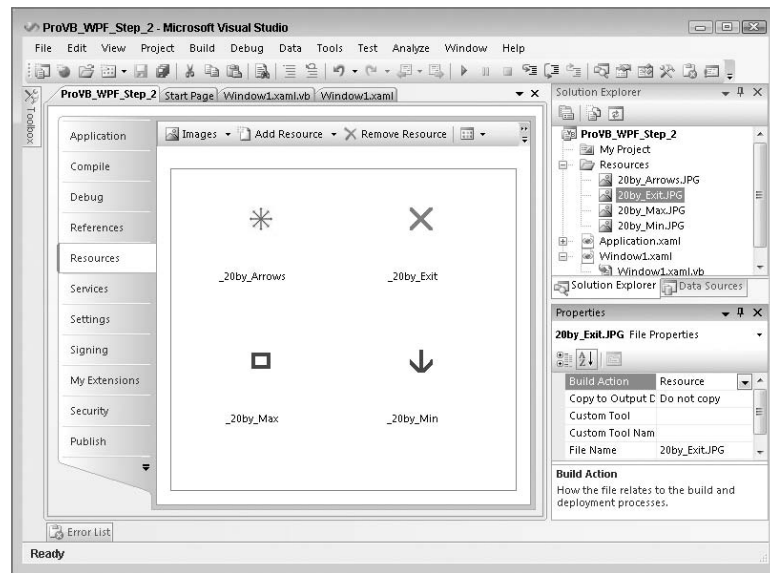 ProVB_WPF_Step_2 - Microsoft Visual Studio
File Edit View Project Build Debug Data Tools Test Analyze Window Help
Toolbox
ProVB_WPF_Step_2 Start Page Window1.xaml.vb Window1.xaml
Application
Compile
Debug
References
Resources
Services
Settings
Signing
My Extensions
Security
Publish
Images Add Resource Remove Resource
_20by_Arrows _20by_Exit
_20by_Max _20by_Min
Solution Explorer
ProVB_WPF_Step_2
My Project
Resources
20by_Arrows.JPG
20by_Exit.JPG
20by_Max.JPG
20by_Min.JPG
Application.xaml
Window1.xaml
Window1.xaml.vb
Solution Explorer Data Sources
Properties
20by_Exit.JPG File Properties
Build Action Resource
Copy to Output D Do not copy
Custom Tool
Custom Tool Nam
File Name 20by_Exit.JPG
Build Action
How the file relates to the build and
deployment processes.
Error List
Ready